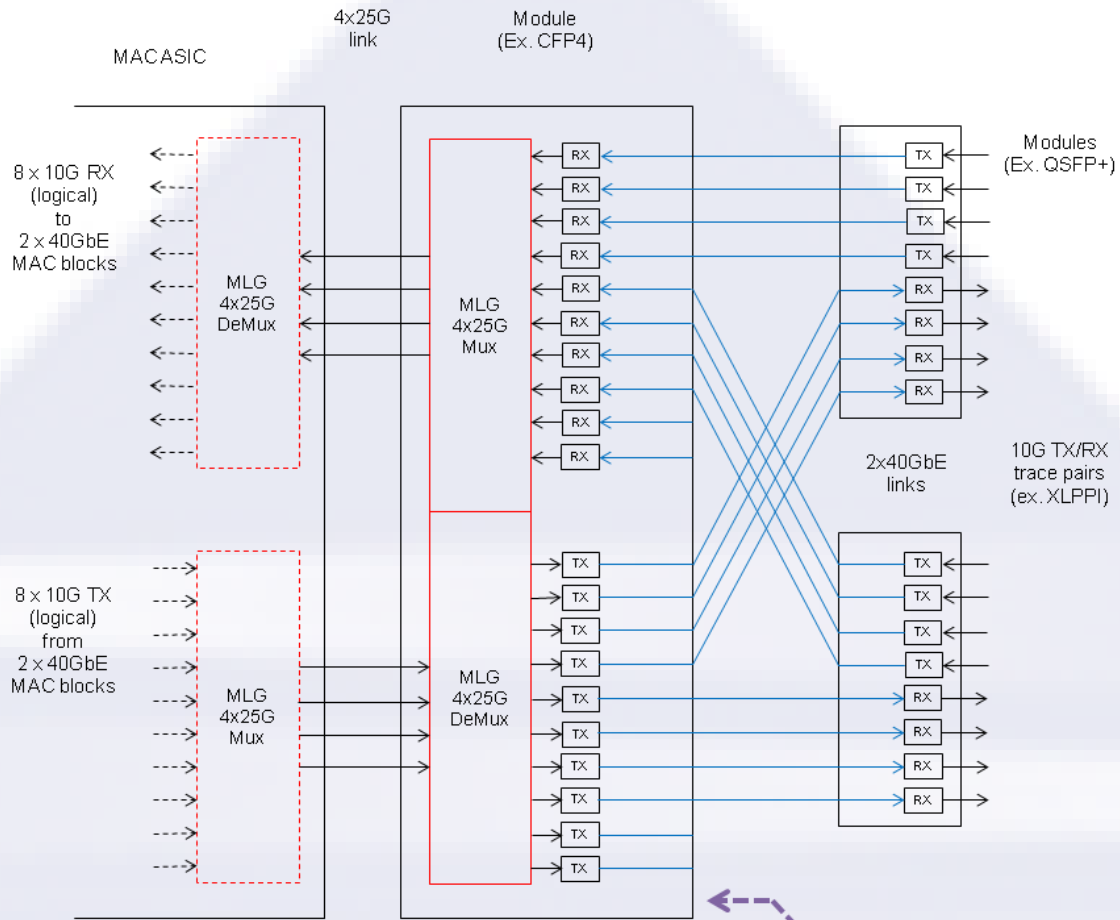 4x25G
link
Module
(Ex. CFP4)
MACASIC
8 x 10G RX
(logical)
to
2 x 40GbE
MAC blocks
MLG
4x25G
DeMux
MLG
4x25G
Mux
RX
RX
RX
RX
RX
RX
RX
RX
RX
RX
TX
TX
TX
TX
RX
RX
RX
RX
Modules
(Ex. QSFP+)
2x40GbE
links
10G TX/RX
trace pairs
(ex. XLPPI)
8 x 10G TX
(logical)
from
2 x 40GbE
MAC blocks
MLG
4x25G
Mux
MLG
4x25G
DeMux
TX
TX
TX
TX
TX
TX
TX
TX
TX
TX
TX
TX
TX
TX
RX
RX
RX
RX